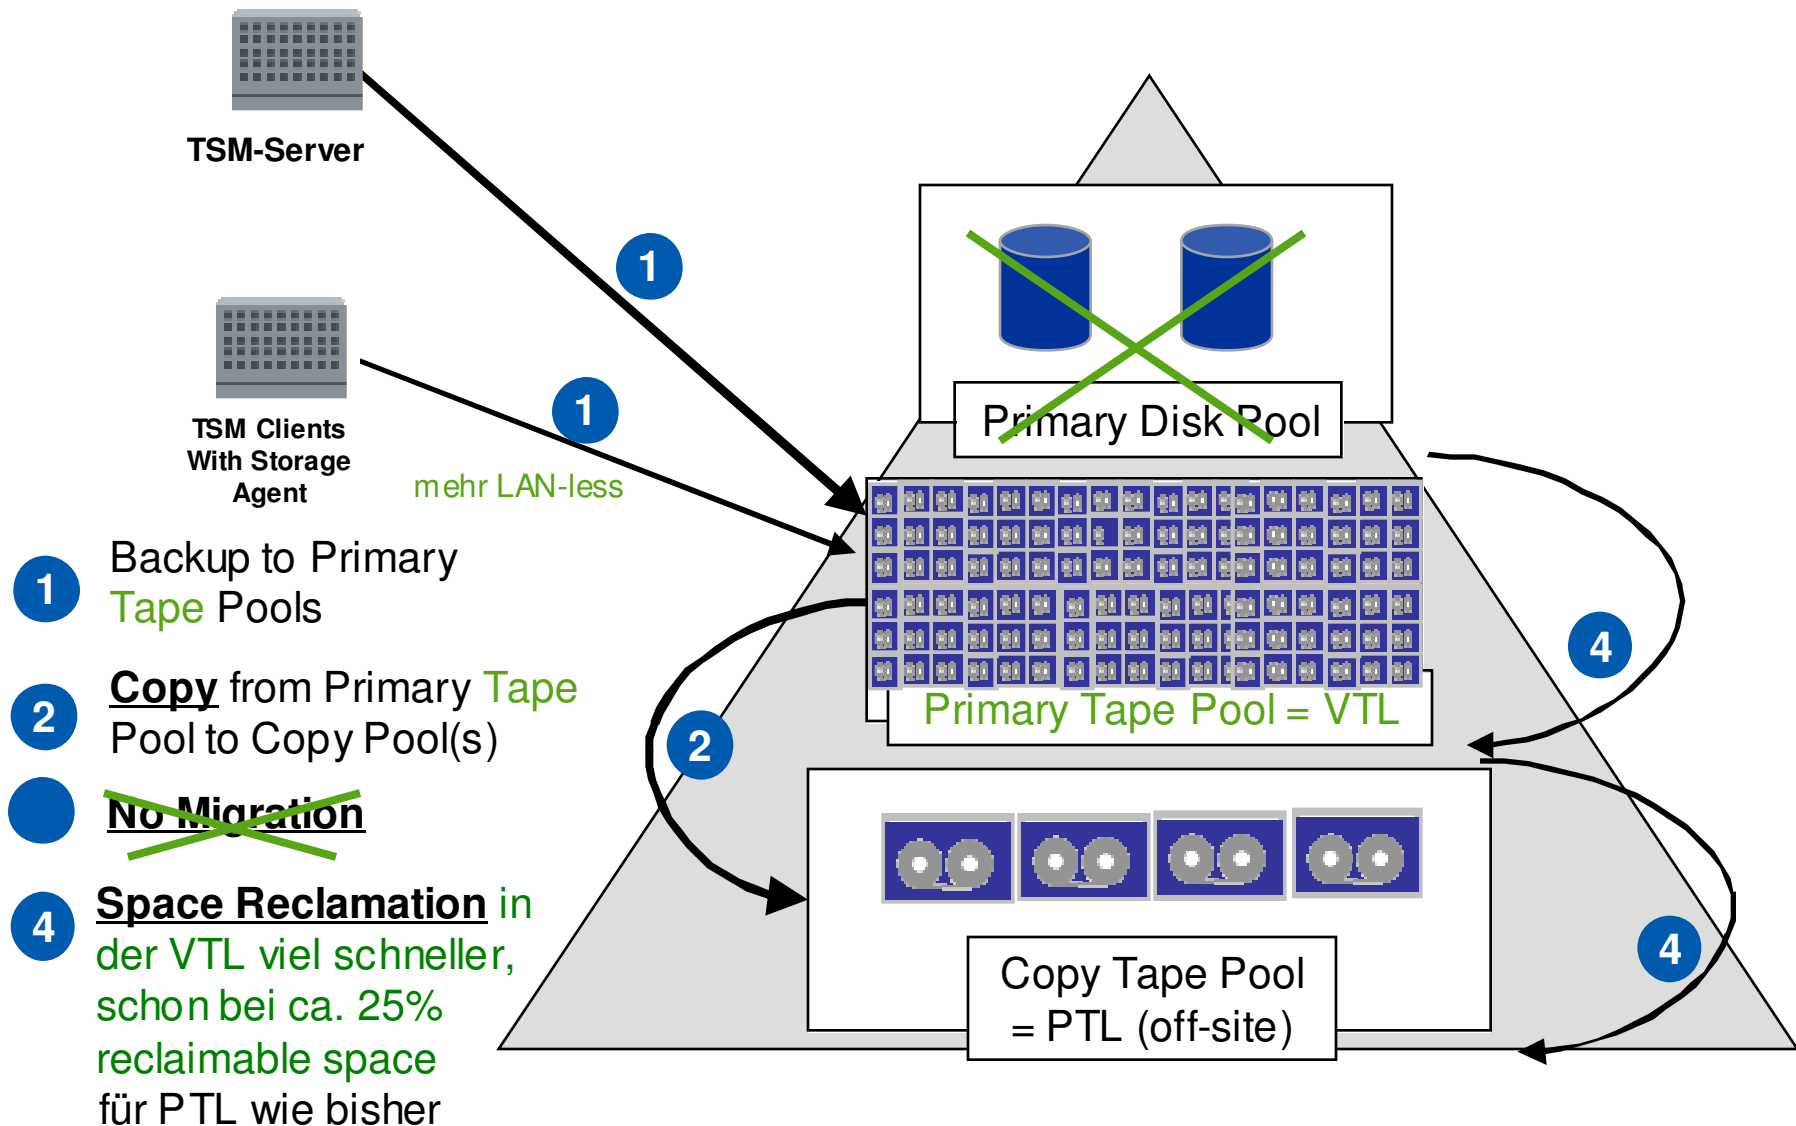 TSM-Server
1
TSM Clients
With Storage
Agent
1
mehr LAN-less
1 Backup to Primary
Tape Pools
2 Copy from Primary Tape
Pool to Copy Pool(s)
No Migration
4 Space Reclamation in
der VTL viel schneller,
schon bei ca. 25%
reclaimable space
für PTL wie bisher
Primary Disk Pool
Primary Tape Pool = VTL
2
4
Copy Tape Pool
= PTL (off-site)
4